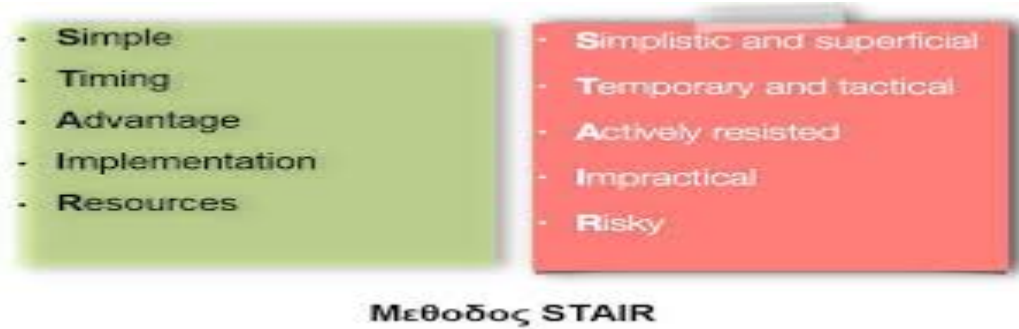 - Simple
- Timing
- Advantage
- Implementation
- Resources
- Simplistic and superficial
- Temporary and tactical
- Actively resisted
- Impractical
- Risky
Μεθοδος STAIR